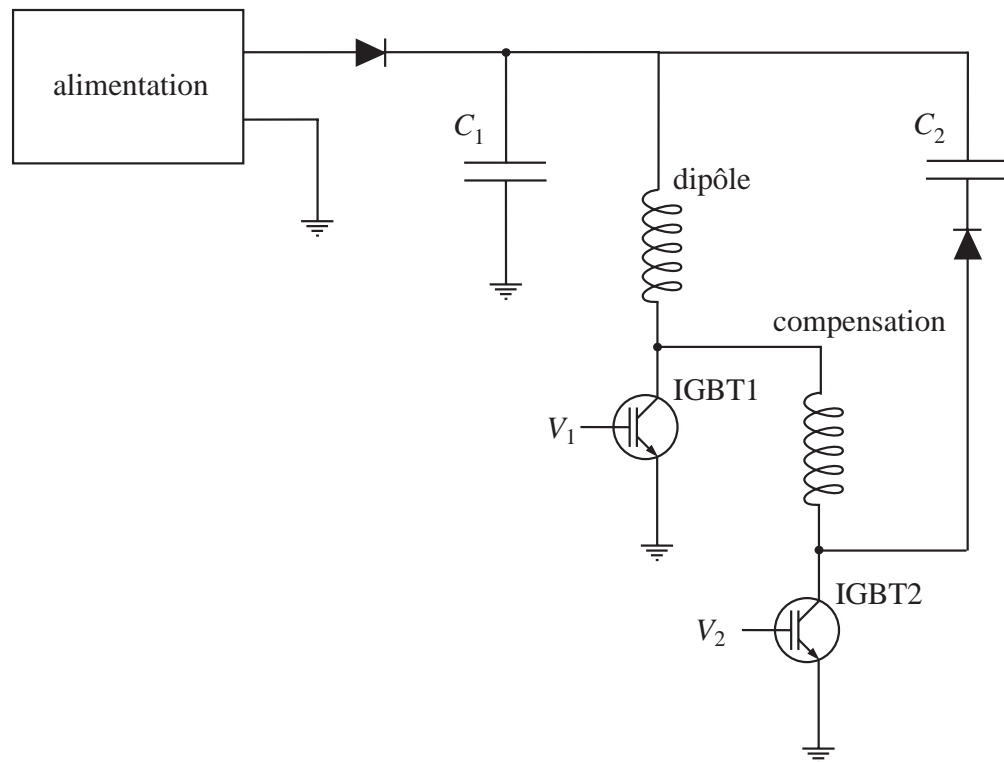 alimentation
C1
C2
dipôle
compensation
IGBT1
V1
IGBT2
V2